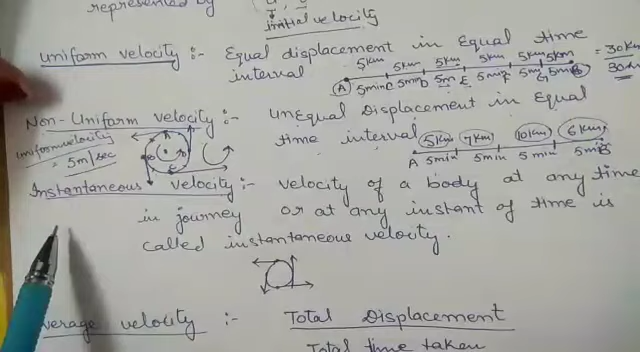 represented by
initial velocity
Uniform velocity :- Equal displacement in Equal time
interval
5km 5km 5km 5km 5km 5km
A 5min C 5min D 5m E 5min F 5min G 5min B
= 30Km
Non-Uniform velocity :- UnEqual Displacement in Equal
time interval
5km 7km 10km 6km
A 5min 5min 5min 5min B
uniform velocity
= 5m/sec
Instantaneous velocity :- velocity of a body at any time
in journey or at any instant of time is
called instantaneous velocity.
verage velocity :- Total Displacement
Total time taken